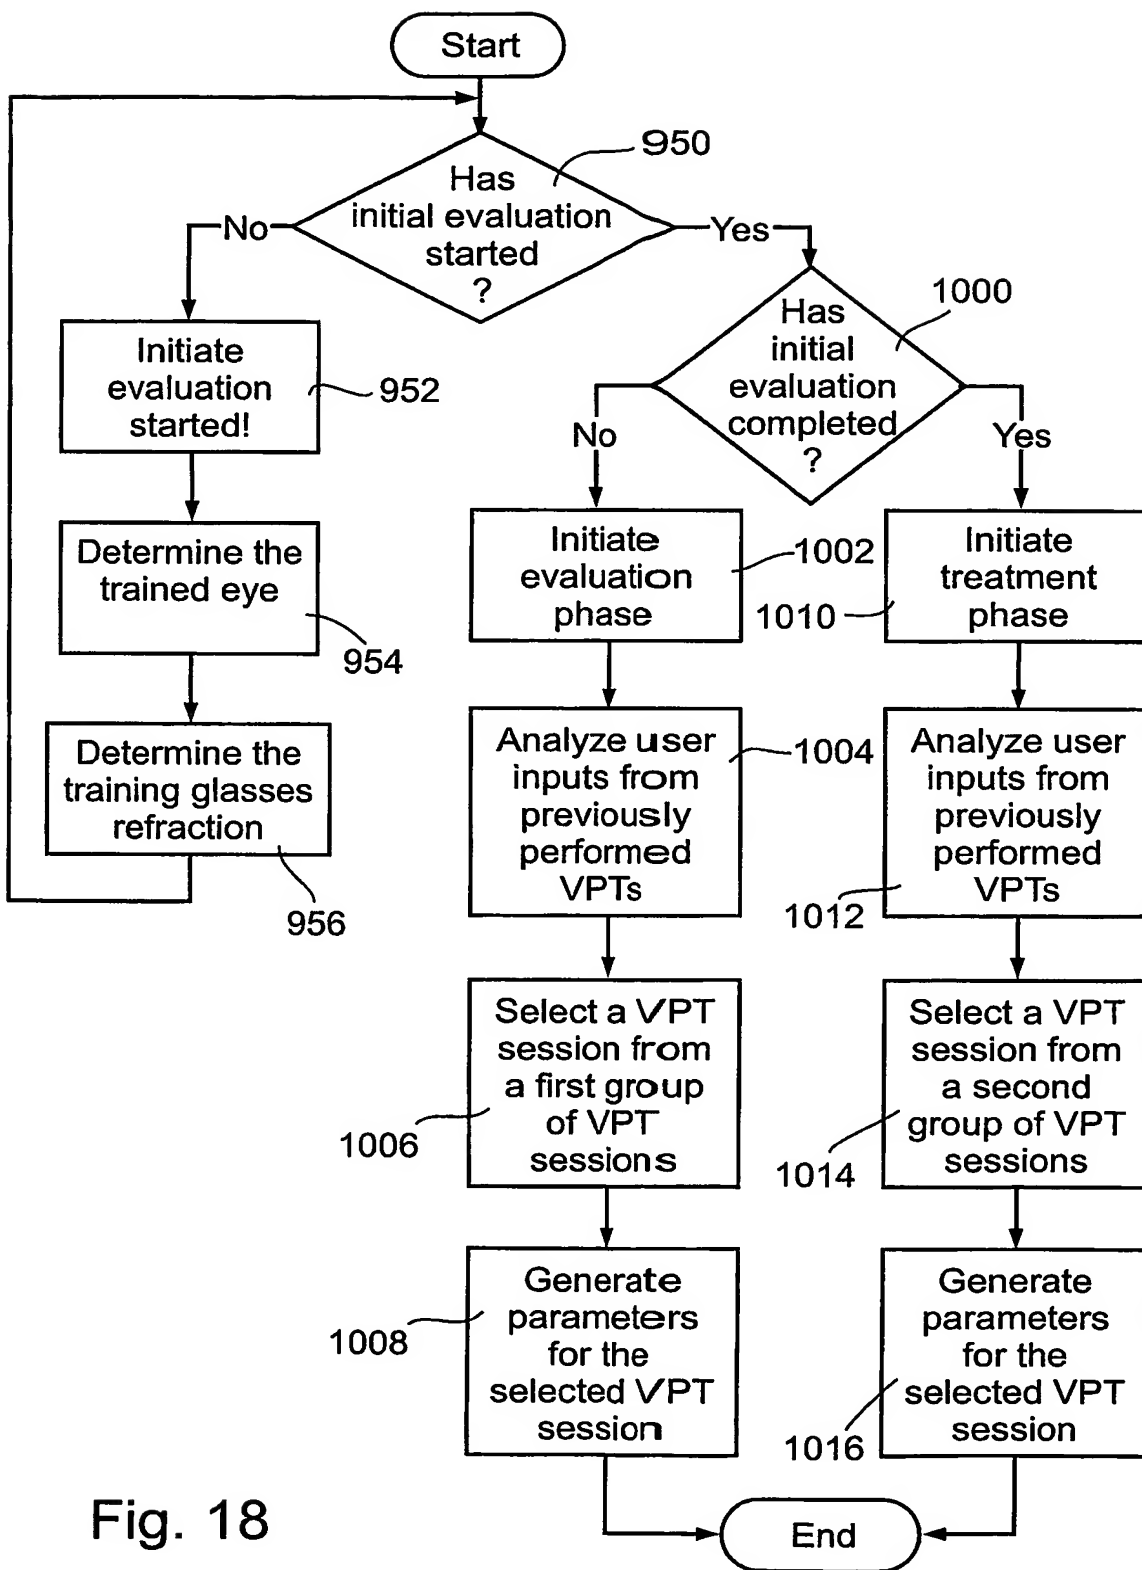 Start
950
Has
initial evaluation
started
?
No
Yes
1000
Has
initial
evaluation
completed
?
No
Yes
Initiate
evaluation
started!
952
Determine the
trained eye
954
Determine the
training glasses
refraction
956
Initiate
evaluation
phase
1002
Analyze user
inputs from
previously
performed
VPTs
1004
Select a VPT
session from
a first group
of VPT
sessions
1006
Generate
parameters
for the
selected VPT
session
1008
Initiate
treatment
phase
1010
Analyze user
inputs from
previously
performed
VPTs
1012
Select a VPT
session from
a second
group of VPT
sessions
1014
Generate
parameters
for the
selected VPT
session
1016
End
Fig. 18